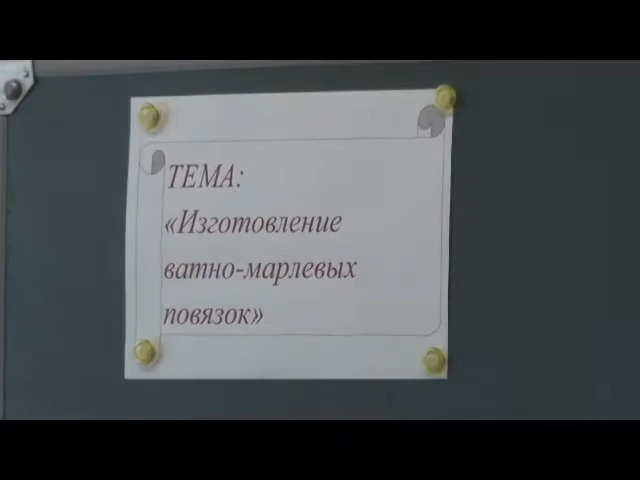 ТЕМА:
«Изготовление
ватно-марлевых
повязок»